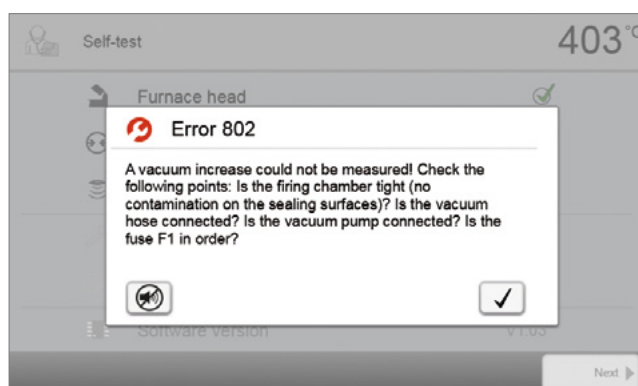 Self-test
403 °C
Furnace head
Error 802
A vacuum increase could not be measured! Check the
following points: Is the firing chamber tight (no
contamination on the sealing surfaces)? Is the vacuum
hose connected? Is the vacuum pump connected? Is the
fuse F1 in order?
Software version
V1.03
Next